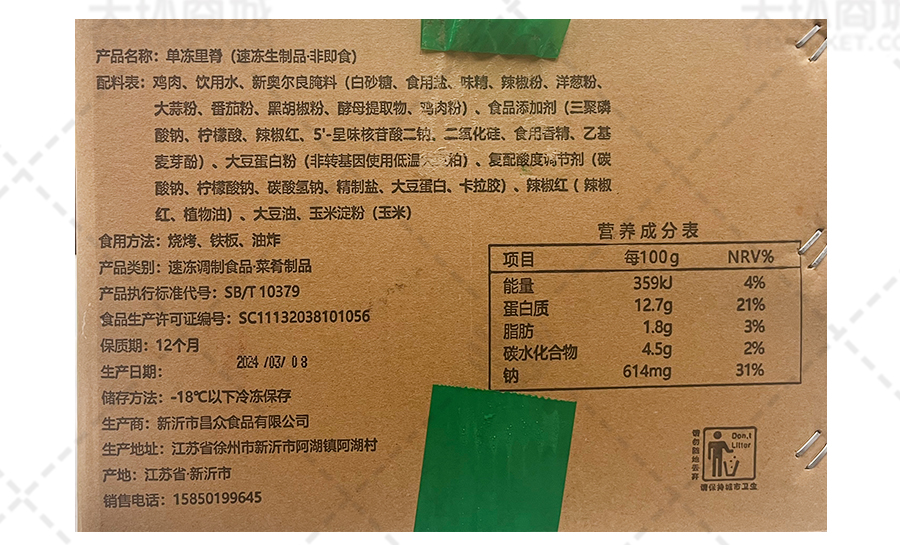 产品名称：单冻里脊（速冻生制品·非即食）
配料表：鸡肉、饮用水、新奥尔良腌料（白砂糖、食用盐、味精、辣椒粉、洋葱粉、
大蒜粉、番茄粉、黑胡椒粉、酵母提取物、鸡肉粉）、食品添加剂（三聚磷
酸钠、柠檬酸、辣椒红、5'-呈味核苷酸二钠、二氧化硅、食用香精、乙基
麦芽酚）、大豆蛋白粉（非转基因使用低温 粕）、复配酸度调节剂（碳
酸钠、柠檬酸钠、碳酸氢钠、精制盐、大豆蛋白、卡拉胶）、辣椒红（辣椒
红、植物油）、大豆油、玉米淀粉（玉米）
食用方法：烧烤、铁板、油炸
产品类别：速冻调制食品·菜肴制品
产品执行标准代号：SB/T 10379
食品生产许可证编号：SC11132038101056
保质期：12个月
生产日期：2024/03/08
储存方法：-18℃以下冷冻保存
生产商：新沂市昌众食品有限公司
生产地址：江苏省徐州市新沂市阿湖镇阿湖村
产地：江苏省·新沂市
销售电话：15850199645
营养成分表
项目 每100g NRV%
能量 359kJ 4%
蛋白质 12.7g 21%
脂肪 1.8g 3%
碳水化合物 4.5g 2%
钠 614mg 31%
请勿随地丢弃
Don,t
Litter
请保持城市卫生